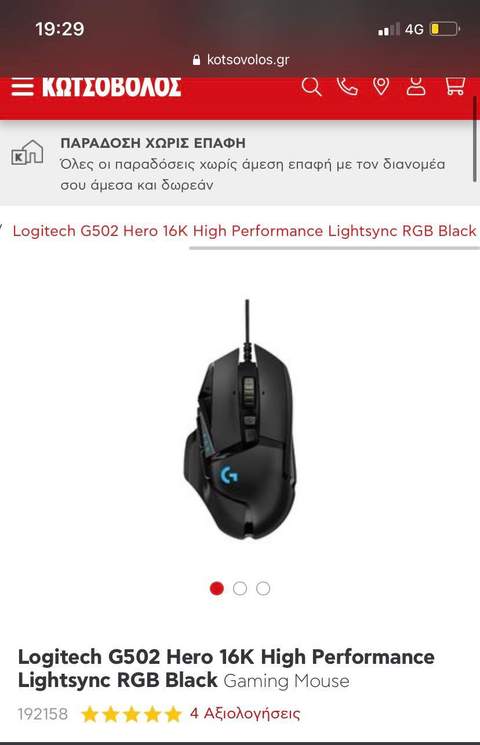 19:29
4G
kotsovolos.gr
ΚΩΤΣΟΒΟΛΟΣ
ΠΑΡΑΔΟΣΗ ΧΩΡΙΣ ΕΠΑΦΗ
Όλες οι παραδόσεις χωρίς άμεση επαφή με τον διανομέα
σου άμεσα και δωρεάν
/ Logitech G502 Hero 16K High Performance Lightsync RGB Black
Logitech G502 Hero 16K High Performance
Lightsync RGB Black Gaming Mouse
192158 4 Αξιολογήσεις